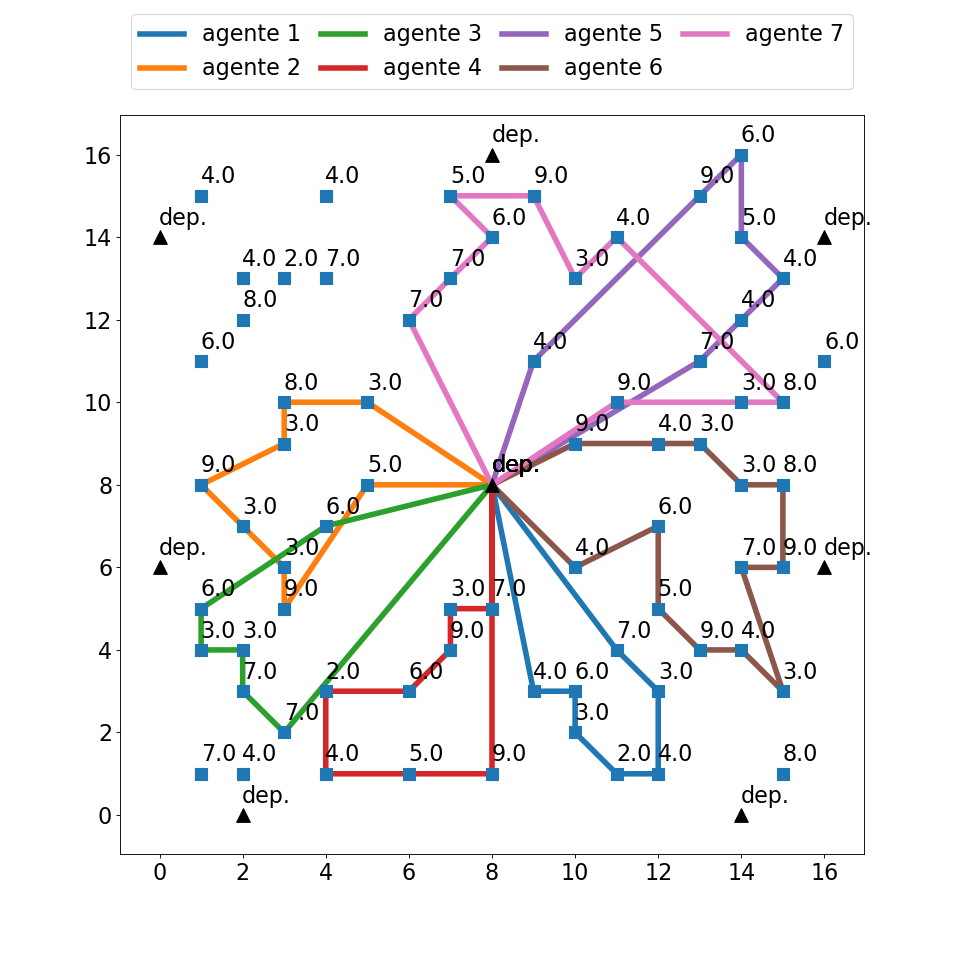 agente 1 agente 3 agente 5 agente 7
agente 2 agente 4 agente 6
dep. 6.0
16
4.0 4.0 5.0 9.0 9.0
dep. 6.0 4.0 5.0 dep.
14
4.0 2.0 7.0 7.0 3.0 4.0
8.0 7.0 4.0
12
6.0 4.0 7.0 6.0
8.0 3.0 9.0 3.0 8.0
10
3.0 9.0 4.0 3.0
9.0 5.0 dep. 3.0 8.0
8
3.0 6.0 6.0
dep. 3.0 4.0 7.0 9.0 dep.
6
6.0 9.0 3.0 7.0 5.0
3.0 3.0 9.0 7.0 9.0 4.0
4
7.0 2.0 6.0 4.0 6.0 3.0 3.0
7.0 3.0
2
7.0 4.0 4.0 5.0 9.0 2.0 4.0 8.0
dep. dep.
0
0 2 4 6 8 10 12 14 16